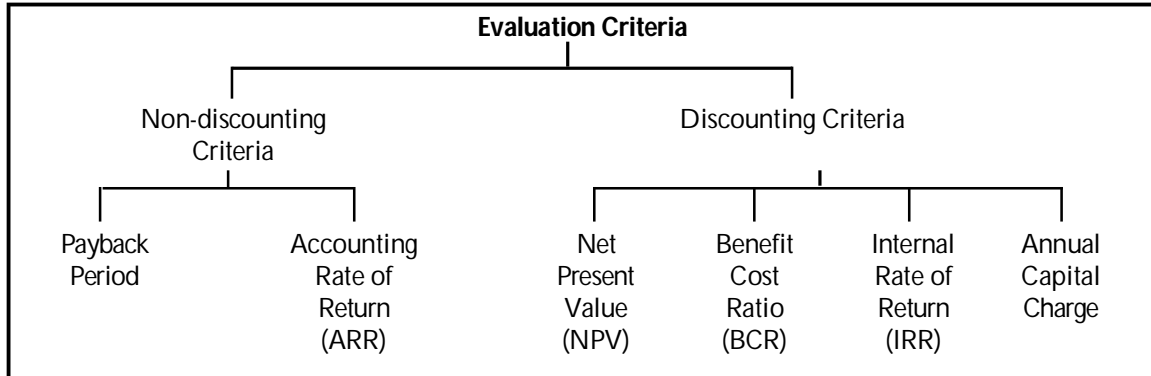 Evaluation Criteria
Non-discounting
Criteria
Discounting Criteria
Payback
Period
Accounting
Rate of
Return
(ARR)
Net
Present
Value
(NPV)
Benefit
Cost
Ratio
(BCR)
Internal
Rate of
Return
(IRR)
Annual
Capital
Charge